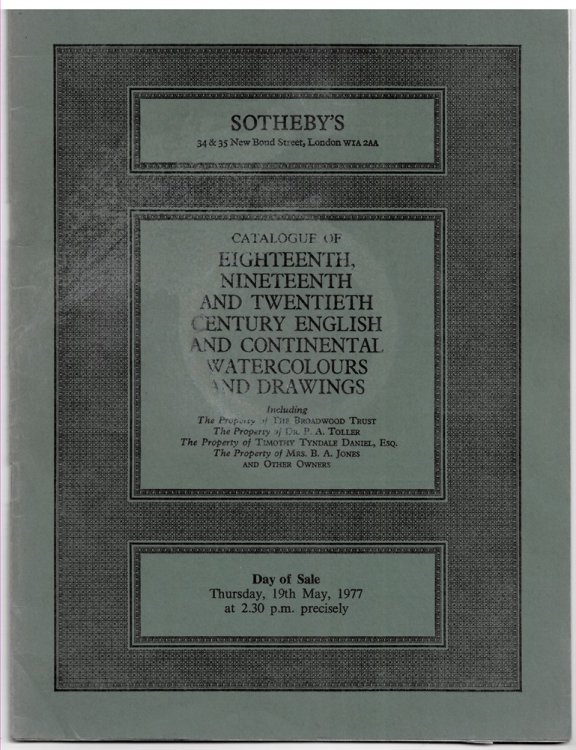 SOTHEBY'S
34 & 35 New Bond Street, London W1A 2AA
CATALOGUE OF
EIGHTEENTH,
NINETEENTH
AND TWENTIETH
CENTURY ENGLISH
AND CONTINENTAL
WATERCOLOURS
AND DRAWINGS
Including
The Property of THE BROADWOOD TRUST
The Property of DR. P. A. TOLLER
The Property of TIMOTHY TYNDALE DANIEL, ESQ.
The Property of MRS. B. A. JONES
AND OTHER OWNERS
Day of Sale
Thursday, 19th May, 1977
at 2.30 p.m. precisely